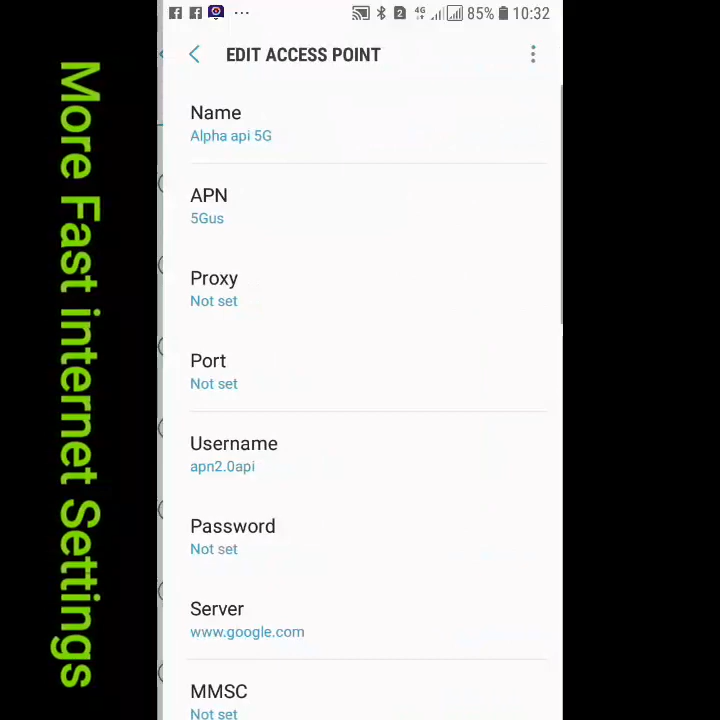 More Fast internet Settings
4G
85%
10:32
EDIT ACCESS POINT
Name
Alpha api 5G
APN
5Gus
Proxy
Not set
Port
Not set
Username
apn2.0api
Password
Not set
Server
www.google.com
MMSC
Not set